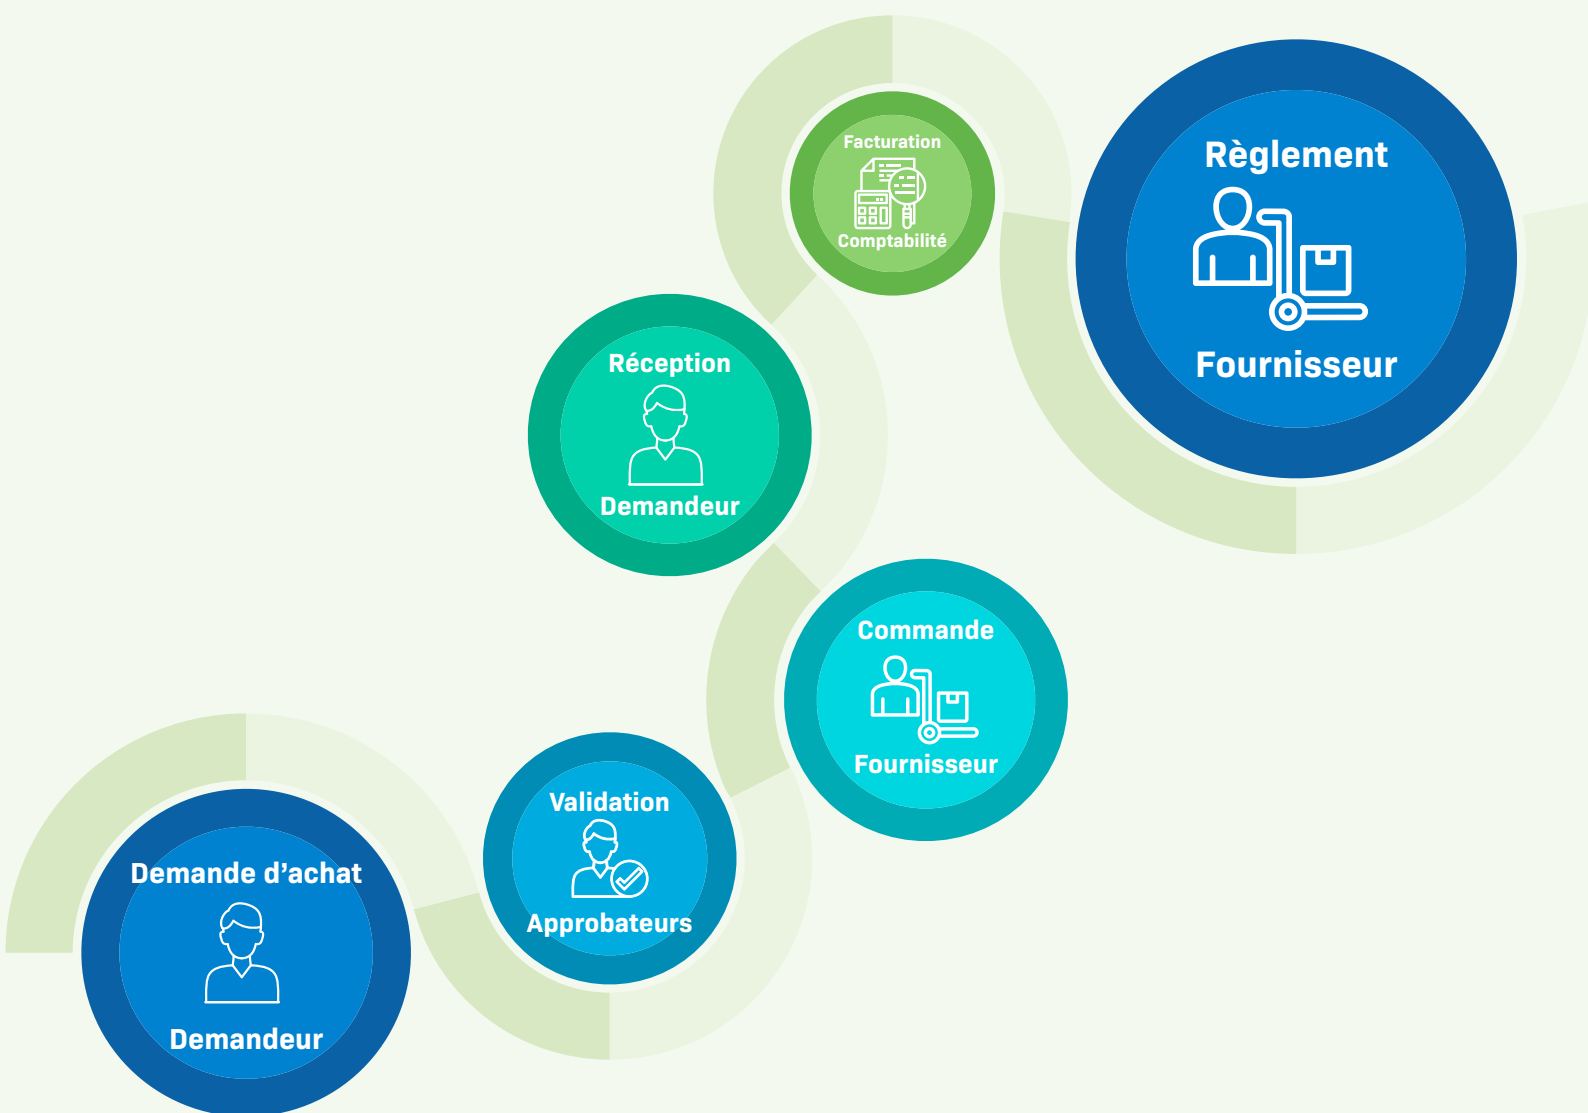 Demande d'achat
Demandeur
Validation
Approbateurs
Commande
Fournisseur
Réception
Demandeur
Facturation
Comptabilité
Règlement
Fournisseur